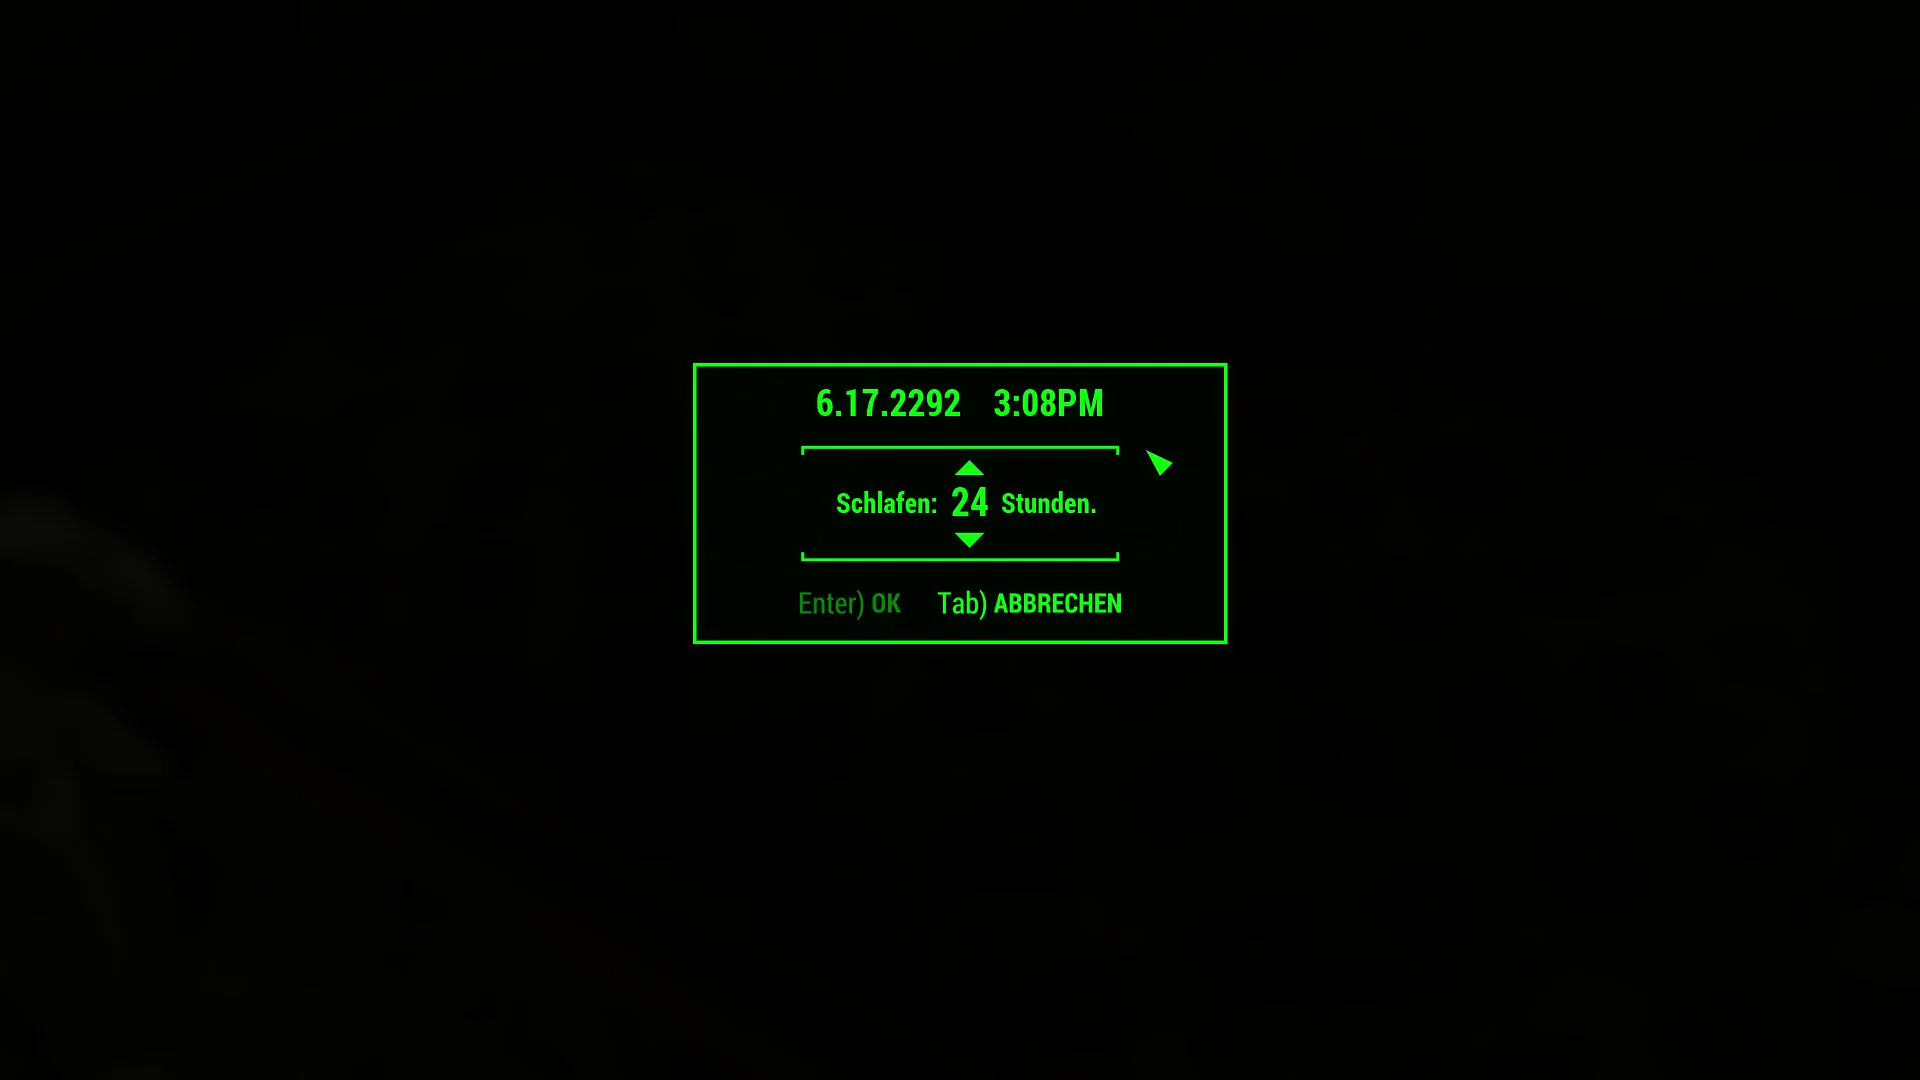 6.17.2292 3:08PM
Schlafen: 24 Stunden.
Enter) OK Tab) ABBRECHEN